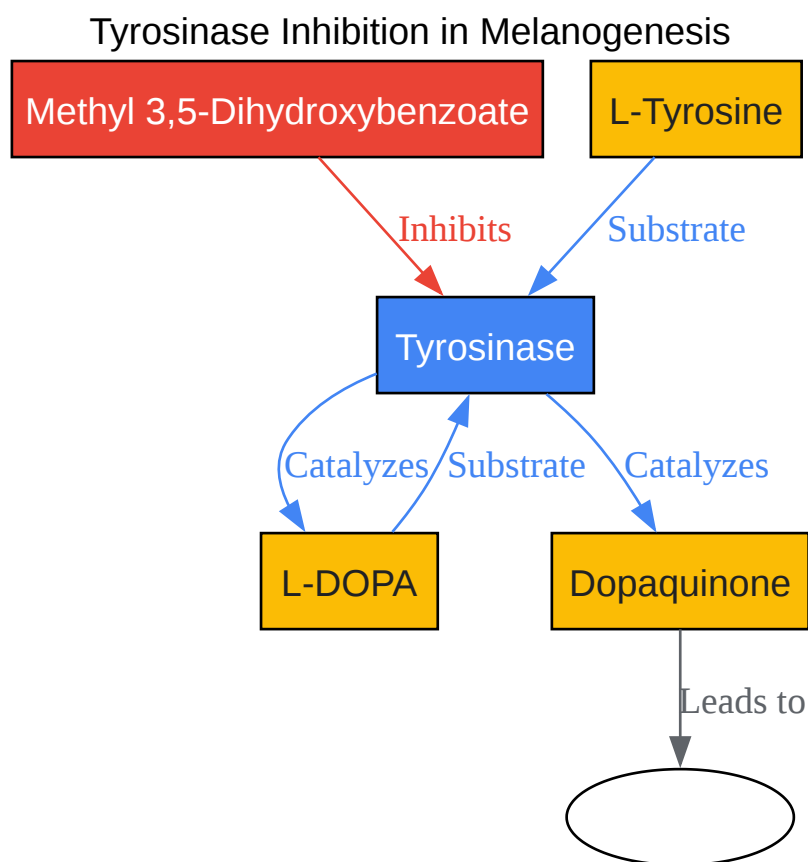 Tyrosinase Inhibition in Melanogenesis
Methyl 3,5-Dihydroxybenzoate
L-Tyrosine
Inhibits
Substrate
Tyrosinase
Catalyzes
Substrate
Catalyzes
L-DOPA
Dopaquinone
Leads to